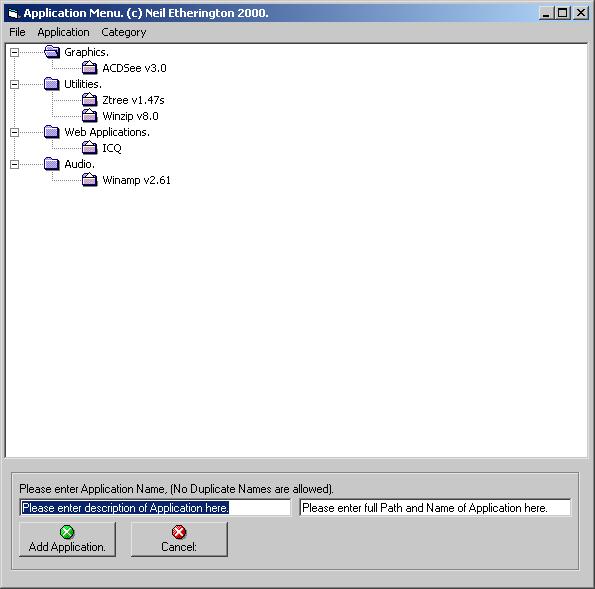 Application Menu. (c) Neil Etherington 2000.
File Application Category
Graphics.
ACDSee v3.0
Utilities.
Ztree v1.47s
Winzip v8.0
Web Applications.
ICQ
Audio.
Winamp v2.61
Please enter Application Name, (No Duplicate Names are allowed).
Please enter description of Application here. Please enter full Path and Name of Application here.
Add Application. Cancel.